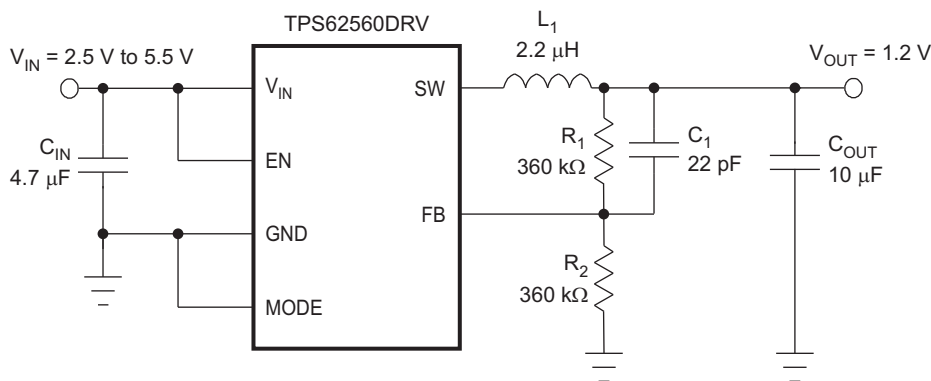 TPS62560DRV
V_IN = 2.5 V to 5.5 V
L_1
2.2 μH
V_OUT = 1.2 V
V_IN
SW
C_IN
4.7 μF
EN
R_1
360 kΩ
C_1
22 pF
C_OUT
10 μF
GND
FB
MODE
R_2
360 kΩ